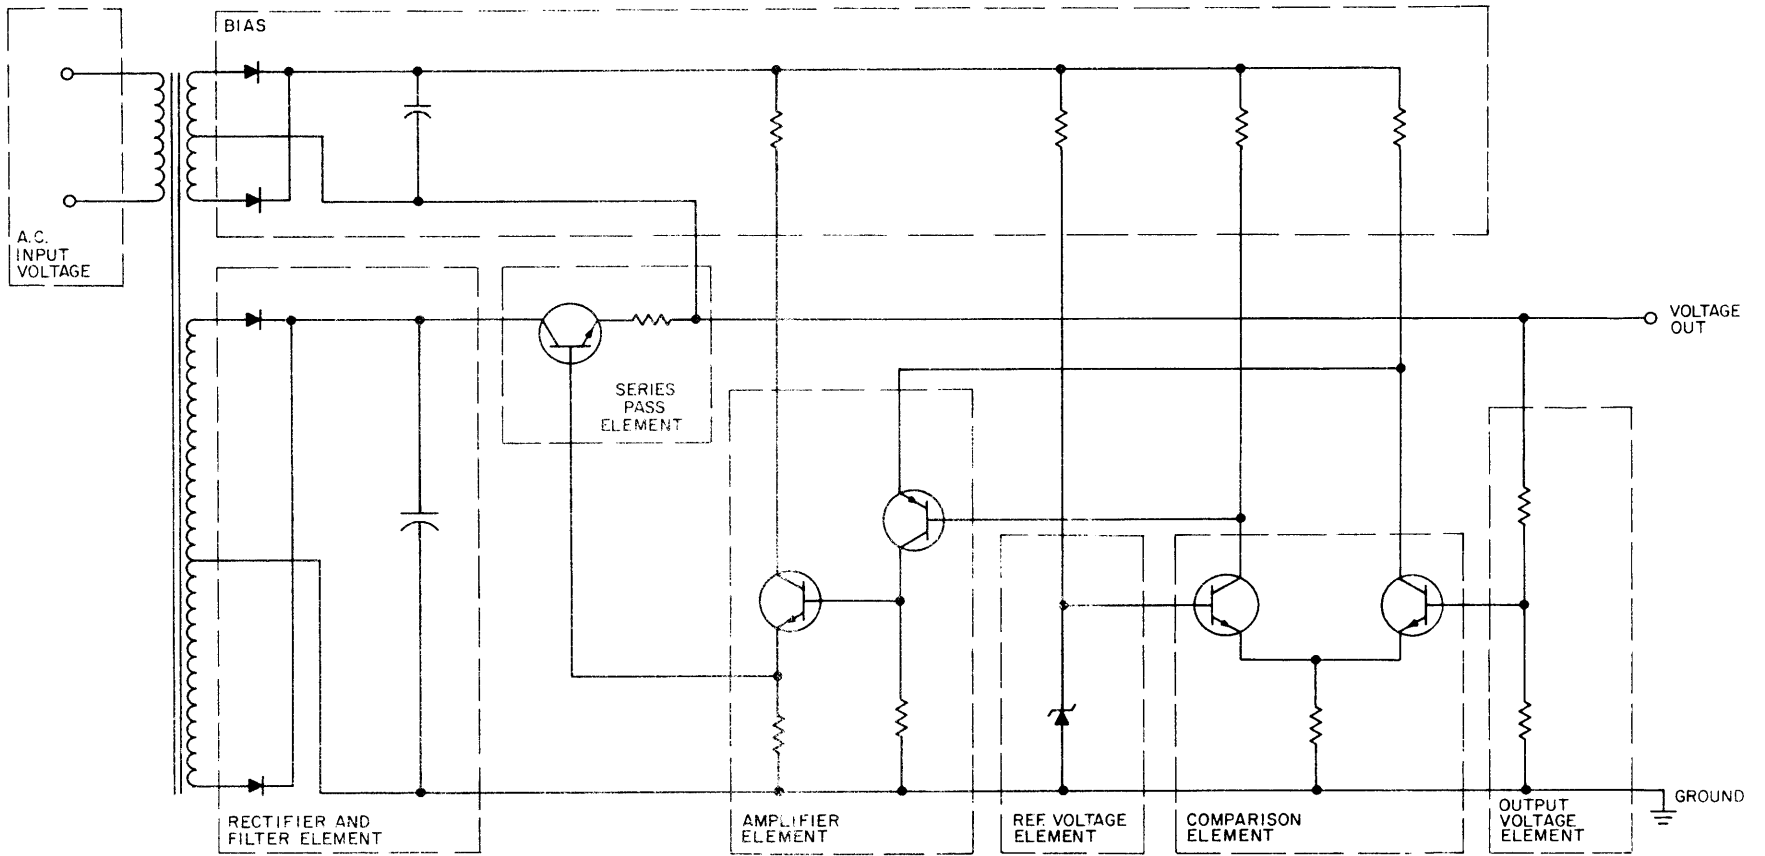 BIAS
A.C.
INPUT
VOLTAGE
VOLTAGE
OUT
SERIES
PASS
ELEMENT
RECTIFIER AND
FILTER ELEMENT
AMPLIFIER
ELEMENT
REF. VOLTAGE
ELEMENT
COMPARISON
ELEMENT
OUTPUT
VOLTAGE
ELEMENT
GROUND